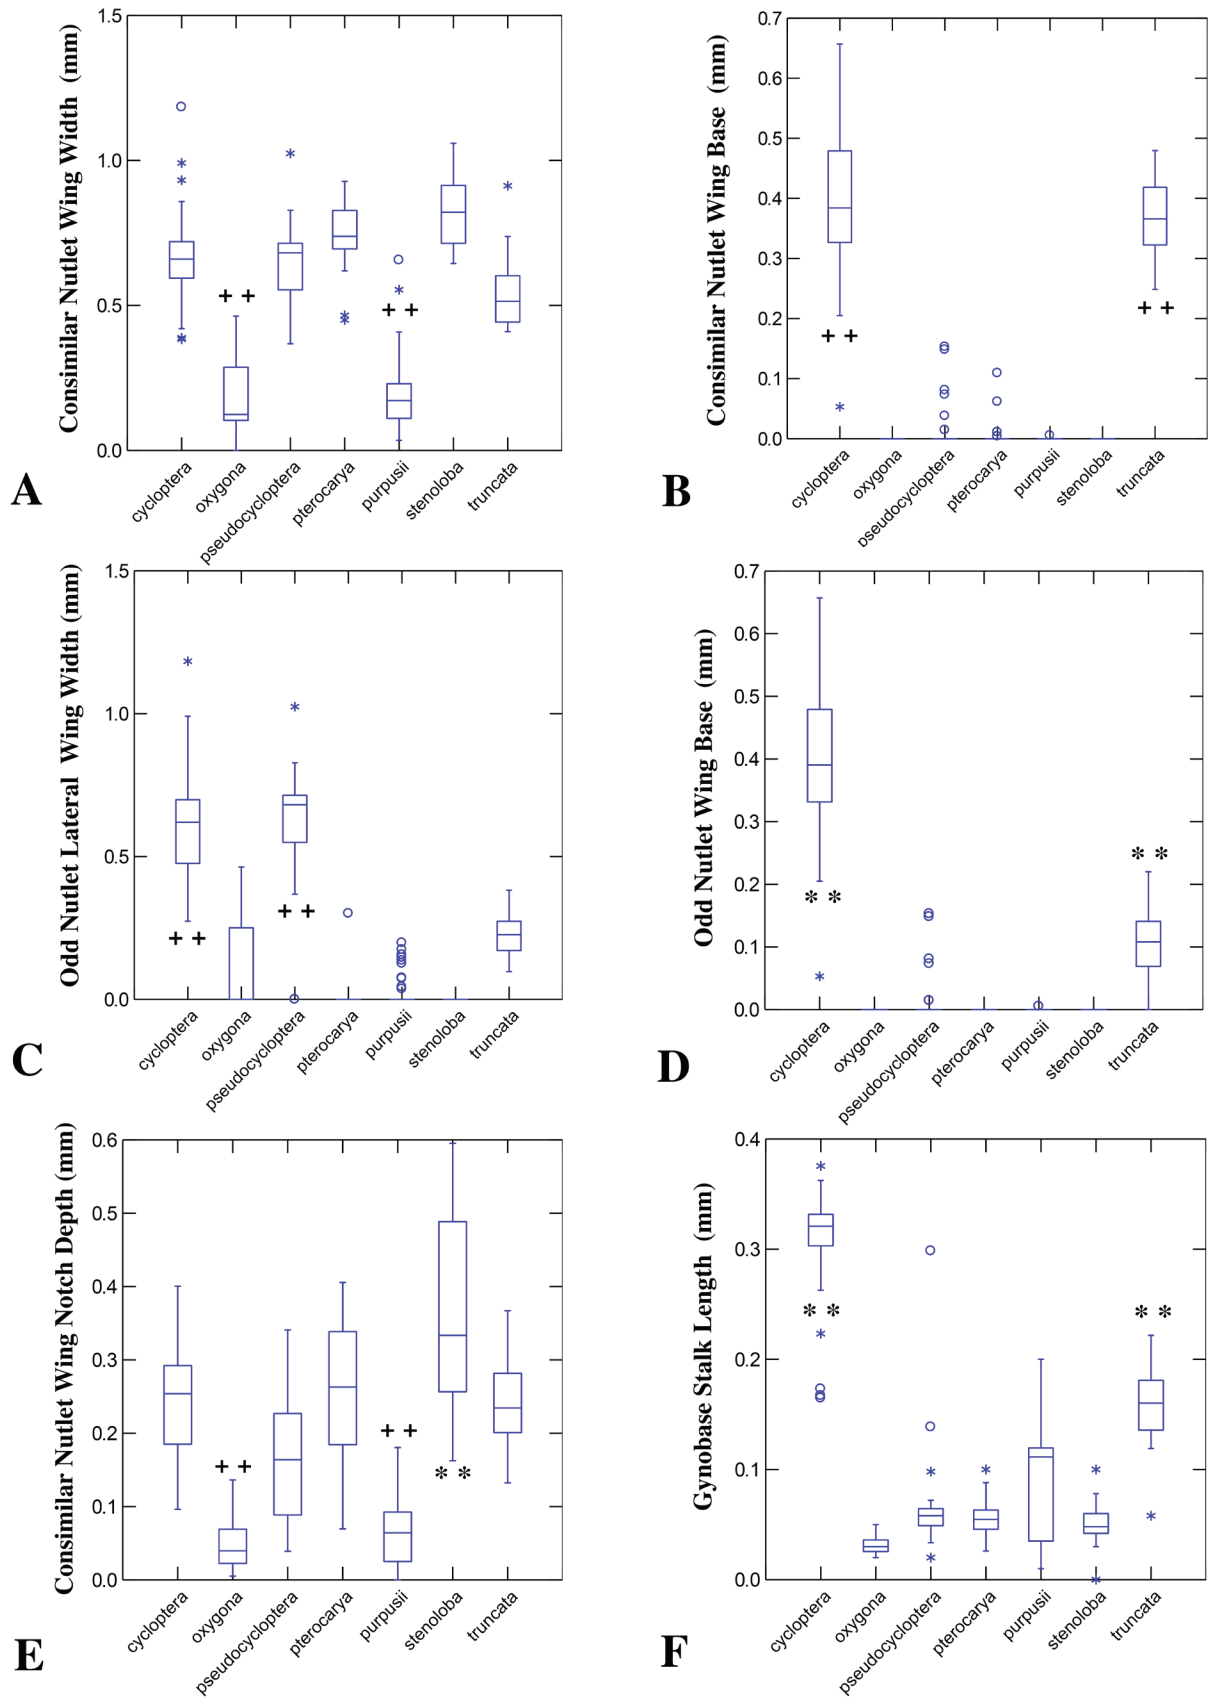 Consimilar Nutlet Wing Width (mm)
1.5
1.0
0.5
0.0
+ +
+ +
cycloptera
oxygona
pseudocycloptera
pterocarya
purpusii
stenoloba
truncata
A
Consimilar Nutlet Wing Base (mm)
0.7
0.6
0.5
0.4
0.3
0.2
0.1
0.0
+ +
+ +
cycloptera
oxygona
pseudocycloptera
pterocarya
purpusii
stenoloba
truncata
B
Odd Nutlet Lateral Wing Width (mm)
1.5
1.0
0.5
0.0
+ +
+ +
cycloptera
oxygona
pseudocycloptera
pterocarya
purpusii
stenoloba
truncata
C
Odd Nutlet Wing Base (mm)
0.7
0.6
0.5
0.4
0.3
0.2
0.1
0.0
* *
* *
cycloptera
oxygona
pseudocycloptera
pterocarya
purpusii
stenoloba
truncata
D
Consimilar Nutlet Wing Notch Depth (mm)
0.6
0.5
0.4
0.3
0.2
0.1
0.0
+ +
+ +
* *
cycloptera
oxygona
pseudocycloptera
pterocarya
purpusii
stenoloba
truncata
E
Gynobase Stalk Length (mm)
0.4
0.3
0.2
0.1
0.0
* *
* *
cycloptera
oxygona
pseudocycloptera
pterocarya
purpusii
stenoloba
truncata
F